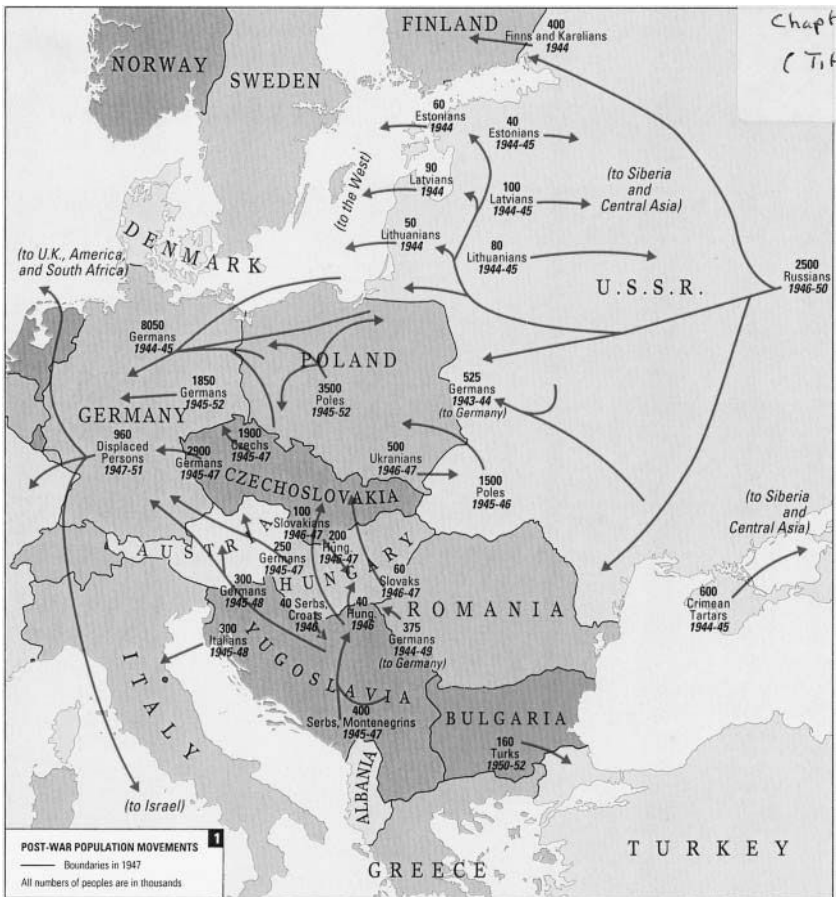 FINLAND
400
Finns and Karelians
1944
Chapt
( Tit
NORWAY
SWEDEN
60
Estonians
1944
40
Estonians
1944-45
(to the West)
90
Latvians
1944
100
Latvians
1944-45
(to Siberia
and
Central Asia)
50
Lithuanians
1944
80
Lithuanians
1944-45
DENMARK
(to U.K., America,
and South Africa)
U.S.S.R.
2500
Russians
1946-50
8050
Germans
1944-45
POLAND
1850
Germans
1945-52
3500
Poles
1945-52
525
Germans
1943-44
(to Germany)
GERMANY
960
Displaced
Persons
1947-51
1900
Czechs
1945-47
2900
Germans
1945-47
500
Ukranians
1946-47
1500
Poles
1945-46
CZECHOSLOVAKIA
(to Siberia
and
Central Asia)
100
Slovakians
1946-47
200
Hung.
1946-47
AUSTRIA
250
Germans
1945-47
HUNGARY
60
Slovaks
1946-47
300
Germans
1945-48
40 Serbs,
Croats
1946
40
Hung.
1946
ROMANIA
600
Crimean
Tartars
1944-45
300
Italians
1945-48
375
Germans
1944-49
(to Germany)
YUGOSLAVIA
ITALY
400
Serbs, Montenegrins
1945-47
BULGARIA
160
Turks
1950-52
ALBANIA
(to Israel)
GREECE
TURKEY
1
POST-WAR POPULATION MOVEMENTS
Boundaries in 1947
All numbers of peoples are in thousands